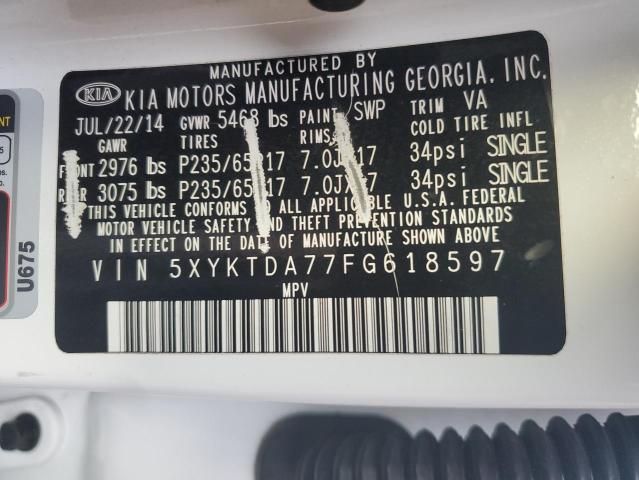 MANUFACTURED BY
KIA KIA MOTORS MANUFACTURING GEORGIA, INC.
JUL/22/14 GVWR 5468 lbs PAINT SWP TRIM VA
GAWR TIRES RIMS COLD TIRE INFL
FRONT 2976 lbs P235/65R17 7.0JX17 34psi SINGLE
REAR 3075 lbs P235/65R17 7.0JX17 34psi SINGLE
THIS VEHICLE CONFORMS TO ALL APPLICABLE U.S.A. FEDERAL
MOTOR VEHICLE SAFETY AND THEFT PREVENTION STANDARDS
IN EFFECT ON THE DATE OF MANUFACTURE SHOWN ABOVE.
VIN 5XYKTDA77FG618597
MPV
U675